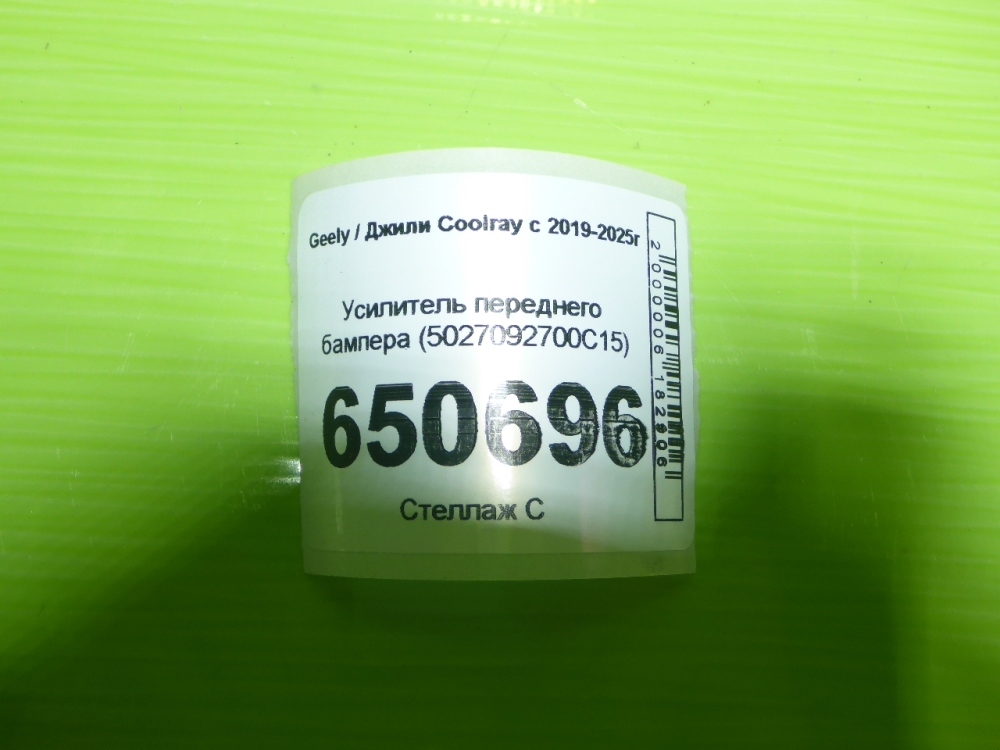 Geely / Джили Coolray с 2019-2025г
Усилитель переднего
бампера (5027092700C15)
650696
Стеллаж С
2000006182906